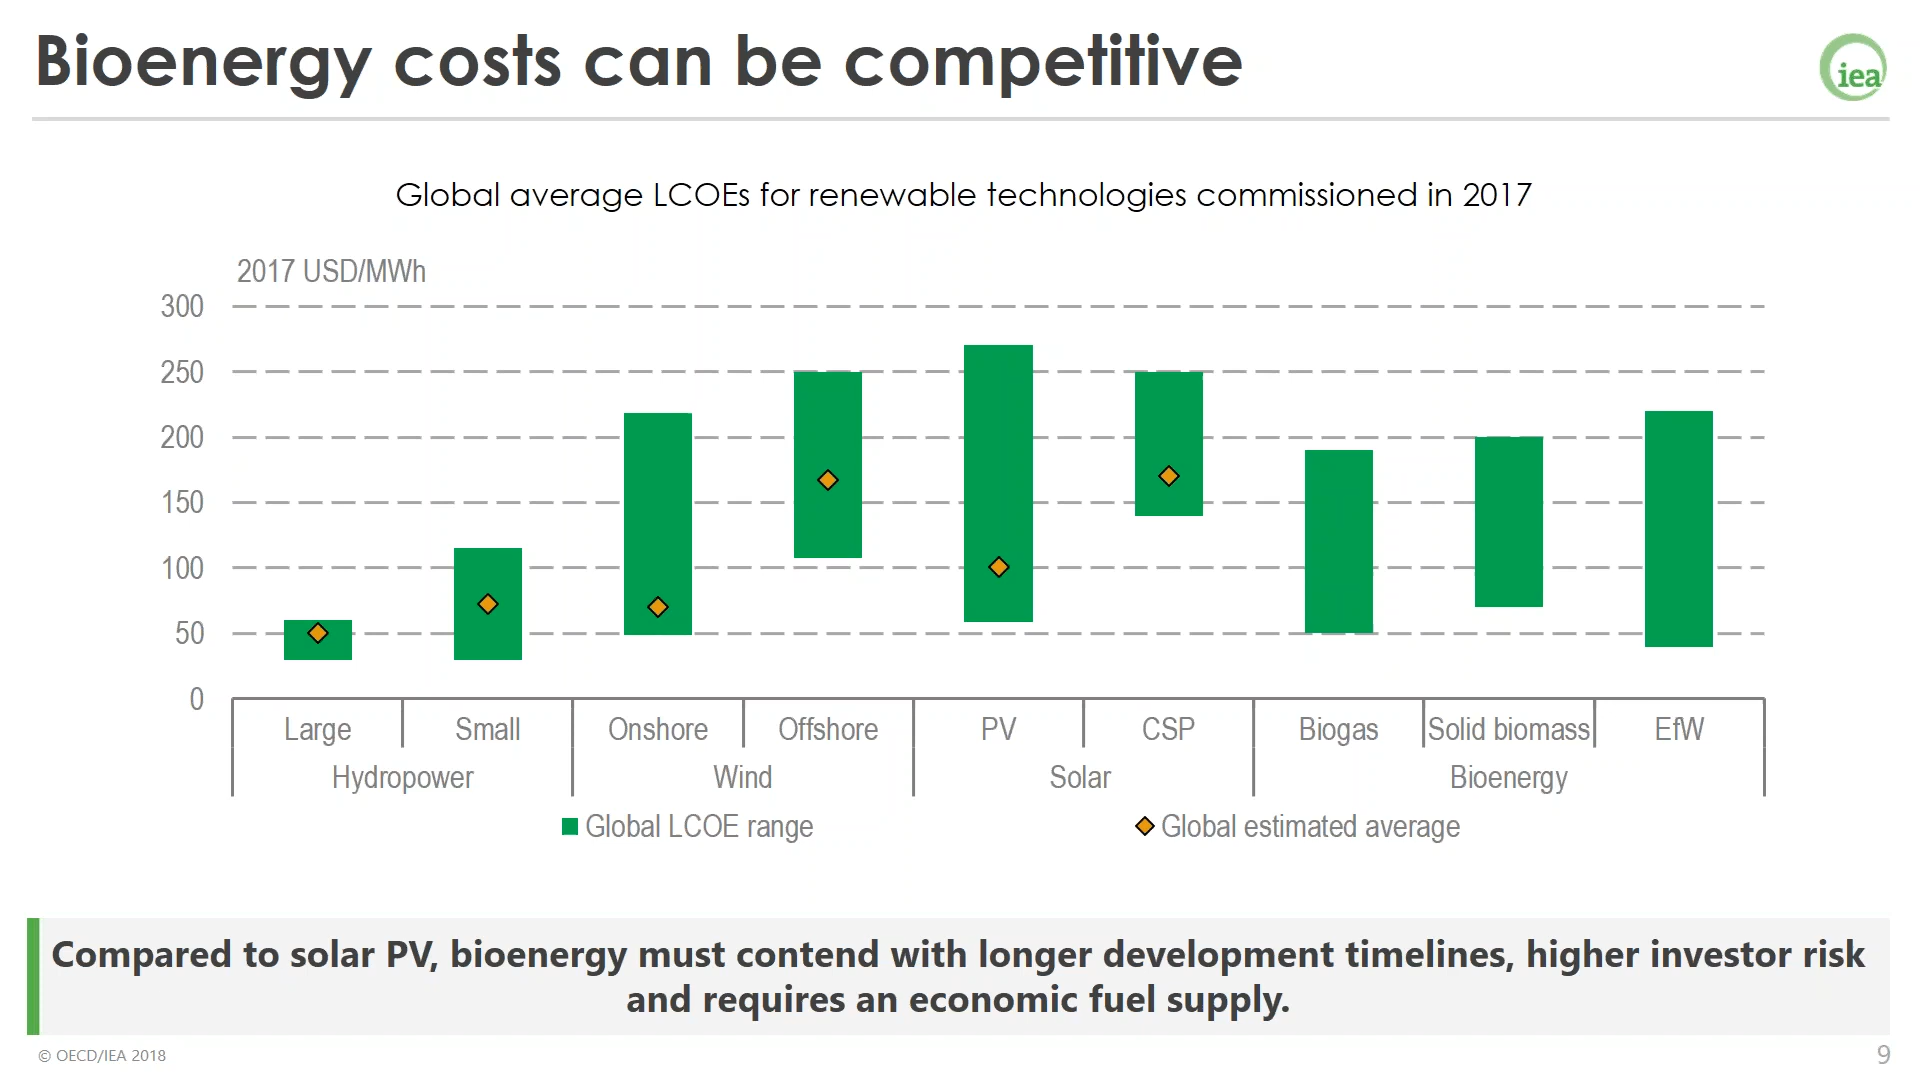 Bioenergy costs can be competitive
iea
Global average LCOEs for renewable technologies commissioned in 2017
2017 USD/MWh
300
250
200
150
100
50
0
Large Small Onshore Offshore PV CSP Biogas Solid biomass EfW
Hydropower Wind Solar Bioenergy
Global LCOE range Global estimated average
Compared to solar PV, bioenergy must contend with longer development timelines, higher investor risk
and requires an economic fuel supply.
© OECD/IEA 2018 9